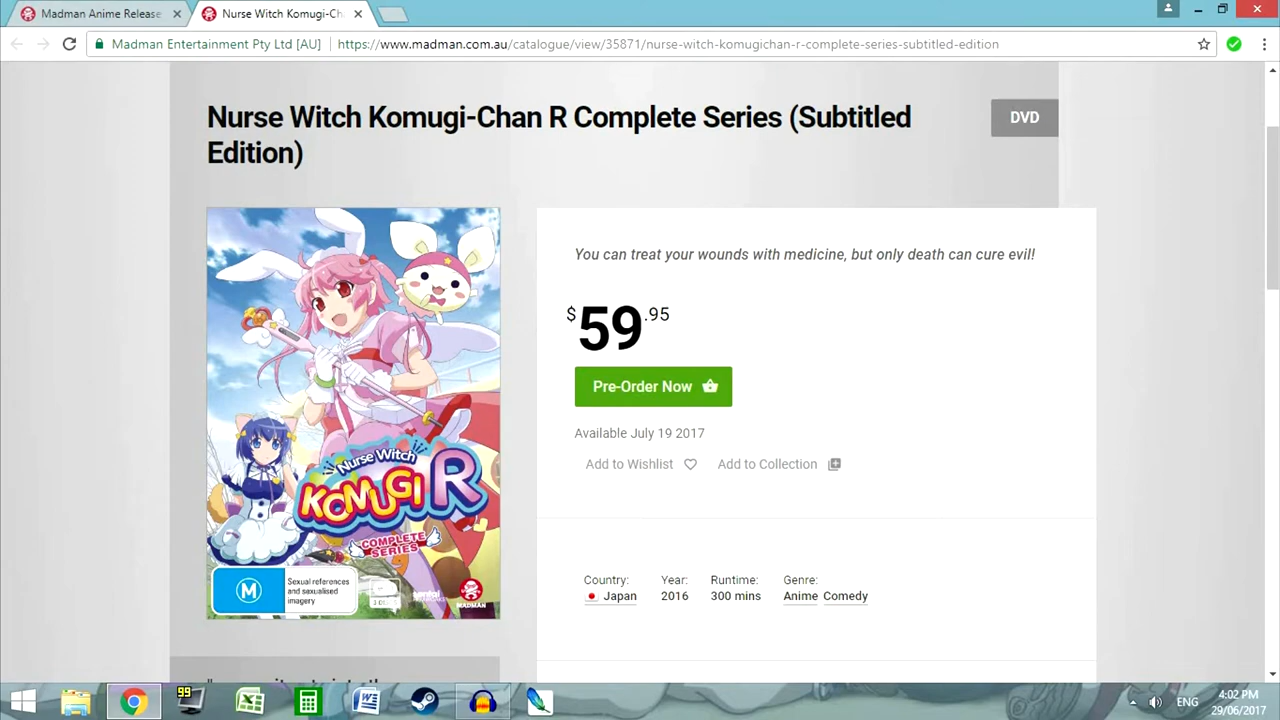 Madman Anime Release
Nurse Witch Komugi-Ch
Madman Entertainment Pty Ltd [AU]
https://www.madman.com.au/catalogue/view/35871/nurse-witch-komugichan-r-complete-series-subtitled-edition
Nurse Witch Komugi-Chan R Complete Series (Subtitled
Edition)
DVD
You can treat your wounds with medicine, but only death can cure evil!
$59.95
Pre-Order Now
Available July 19 2017
Add to Wishlist
Add to Collection
Nurse Witch
KOMUGI R
COMPLETE
SERIES
M
Sexual references
and sexualised
imagery
MADMAN
Country:
Year:
Runtime:
Genre:
Japan
2016
300 mins
Anime
Comedy
99
ENG
4:02 PM
29/06/2017